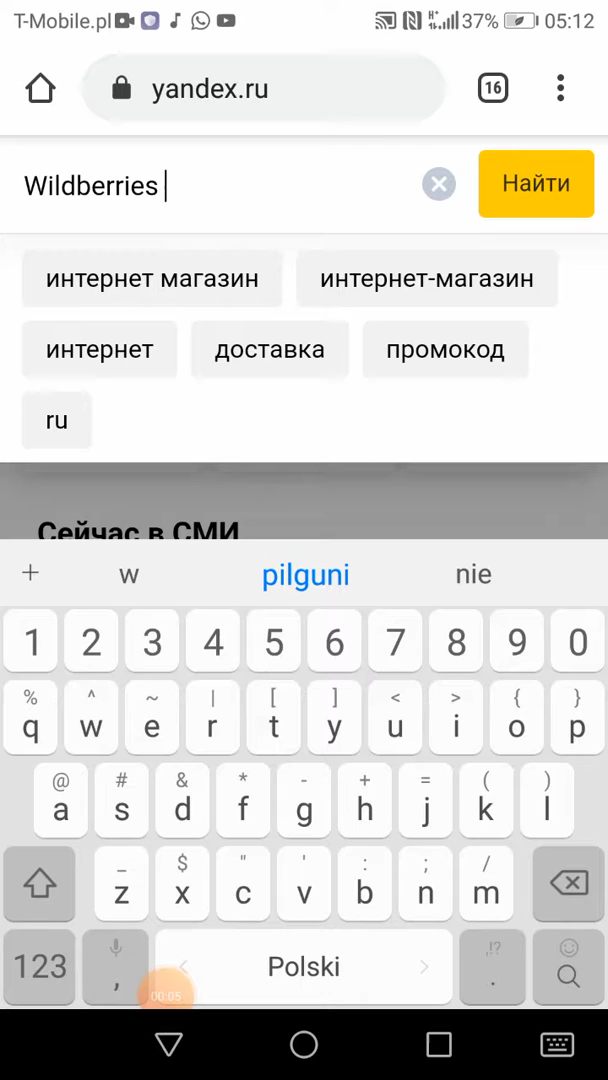 T-Mobile.pl 37% 05:12
yandex.ru 16
Wildberries Найти
интернет магазин интернет-магазин
интернет доставка промокод
ru
Сейчас в СМИ
+ w pilguni nie
1 2 3 4 5 6 7 8 9 0
% ^ ~ | [ ] < > { }
q w e r t y u i o p
@ # & * - + = ( )
a s d f g h j k l
_ $ " ' : ; /
z x c v b n m
,!?
123 , < Polski > .
00:05